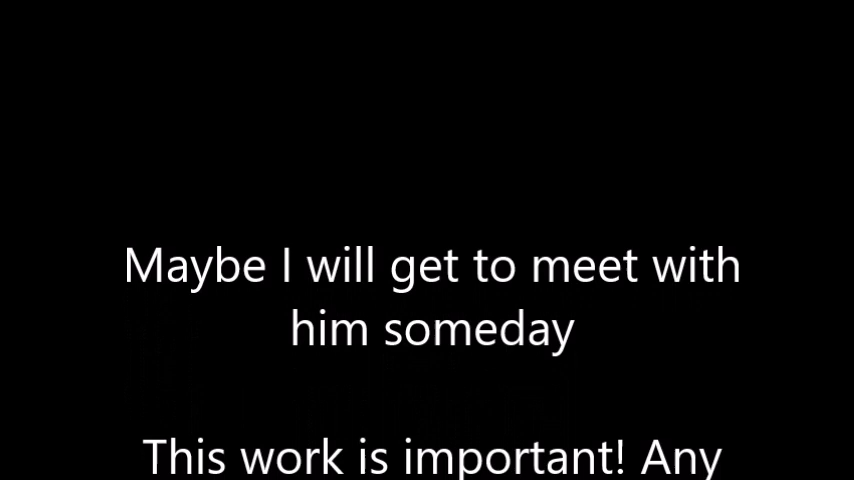 Maybe I will get to meet with
him someday
This work is important! Any